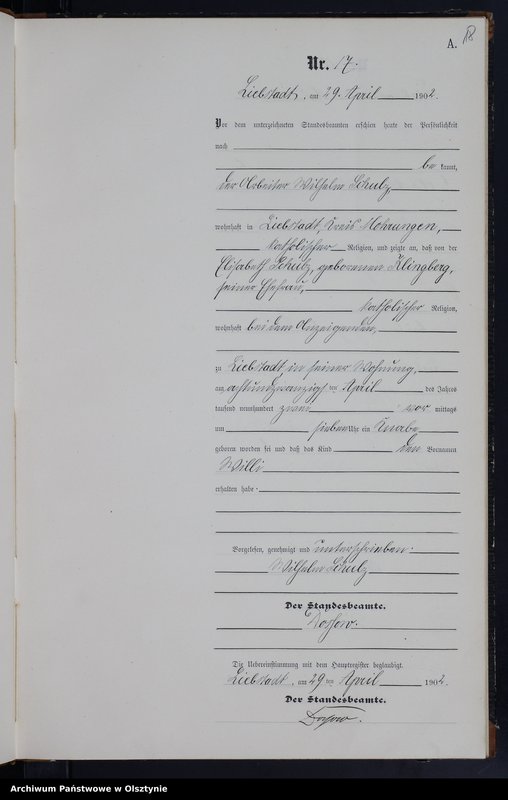 A.
Nr. 17.
Liebstadt, am 29. April 1902.
Vor dem unterzeichneten Standesbeamten erschien heute der Persönlichkeit
nach
be kannt,
der Arbeiter Wilhelm Schulz,
wohnhaft in Liebstadt, Kreis Mohrungen,
katholischer Religion, und zeigte an, daß von der
Elisabeth Schulz, geborenen Klingberg,
seiner Ehefrau,
katholischer Religion,
wohnhaft bei dem Anzeigenden,
zu Liebstadt, in seiner Wohnung,
am achtundzwanzigsten April des Jahres
tausend neunhundert zwei vor mittags
um sieben Uhr ein Knabe
geboren worden sei und daß das Kind den Vornamen
Willi
erhalten habe.
Vorgelesen, genehmigt und unterschrieben.
Wilhelm Schulz
Der Standesbeamte.
Die Uebereinstimmung mit dem Hauptregister beglaubigt.
Liebstadt, am 29 ten April 1902.
Der Standesbeamte.
Archiwum Państwowe w Olsztynie